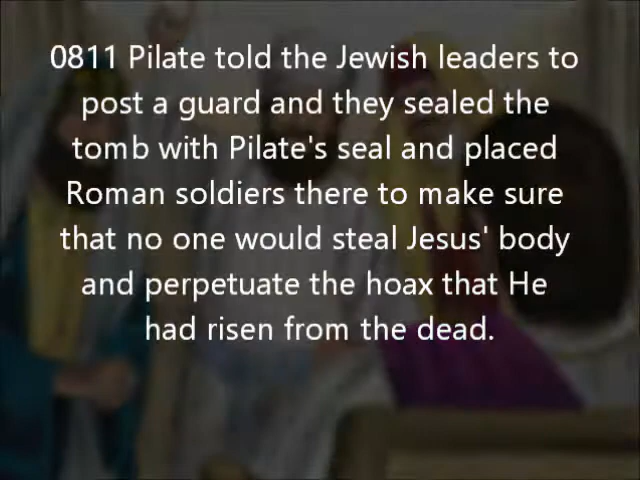 0811 Pilate told the Jewish leaders to
post a guard and they sealed the
tomb with Pilate's seal and placed
Roman soldiers there to make sure
that no one would steal Jesus' body
and perpetuate the hoax that He
had risen from the dead.